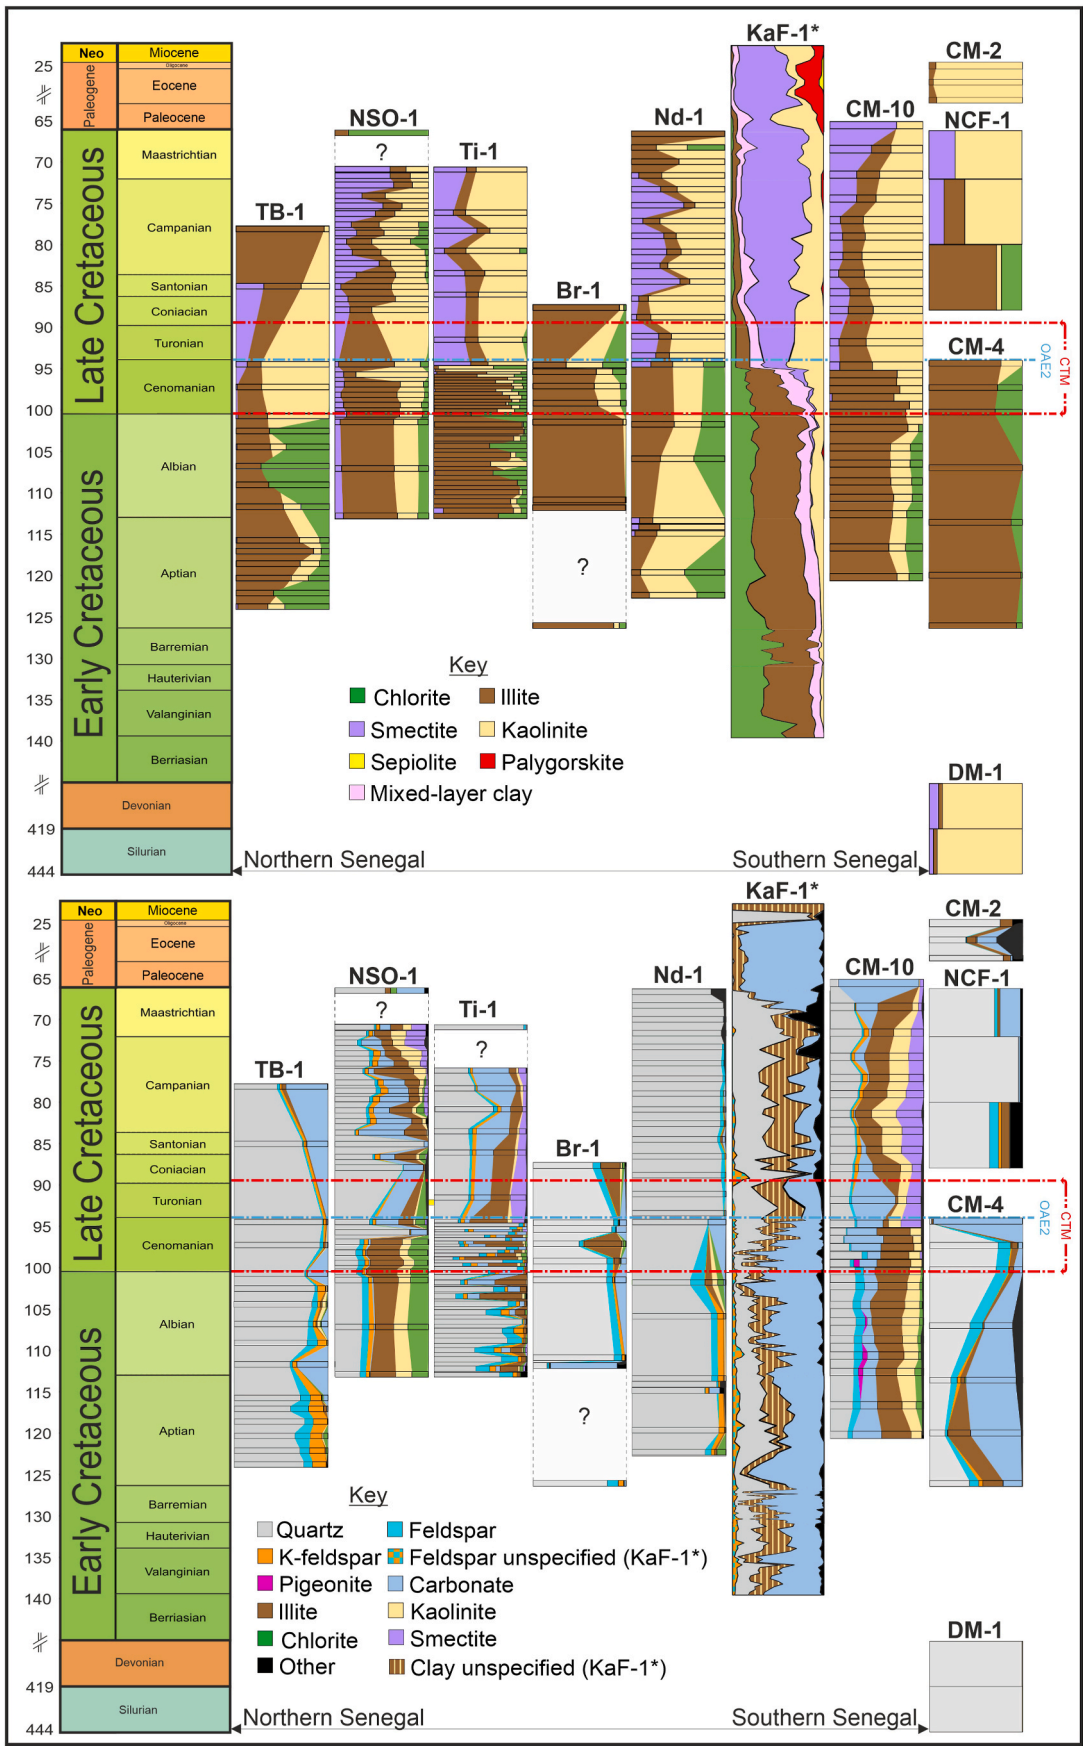 KaF-1*
Neo
Miocene
CM-2
25
Oligocene
Paleogene
Eocene
Paleocene
65
NSO-1
Nd-1
CM-10
NCF-1
?
Ti-1
Late Cretaceous
Maastrichtian
70
75
TB-1
Campanian
80
Santonian
85
Br-1
Coniacian
90
Turonian
OAE2
CTM
CM-4
95
Cenomanian
100
Early Cretaceous
Albian
105
110
115
Aptian
?
120
125
Barremian
130
Hauterivian
135
Valanginian
140
Berriasian
Key
Chlorite
Illite
Smectite
Kaolinite
Sepiolite
Palygorskite
Mixed-layer clay
DM-1
Devonian
419
Silurian
444
Northern Senegal
Southern Senegal
KaF-1*
Neo
Miocene
CM-2
25
Oligocene
Paleogene
Eocene
Paleocene
65
NSO-1
Nd-1
CM-10
NCF-1
?
Ti-1
Late Cretaceous
Maastrichtian
70
?
75
TB-1
Campanian
80
Santonian
85
Br-1
Coniacian
90
Turonian
OAE2
CTM
CM-4
95
Cenomanian
100
Early Cretaceous
Albian
105
110
115
Aptian
?
120
125
Barremian
130
Hauterivian
135
Valanginian
140
Berriasian
Key
Quartz
Feldspar
K-feldspar
Feldspar unspecified (KaF-1*)
Pigeonite
Carbonate
Illite
Kaolinite
Chlorite
Smectite
Other
Clay unspecified (KaF-1*)
DM-1
Devonian
419
Silurian
444
Northern Senegal
Southern Senegal